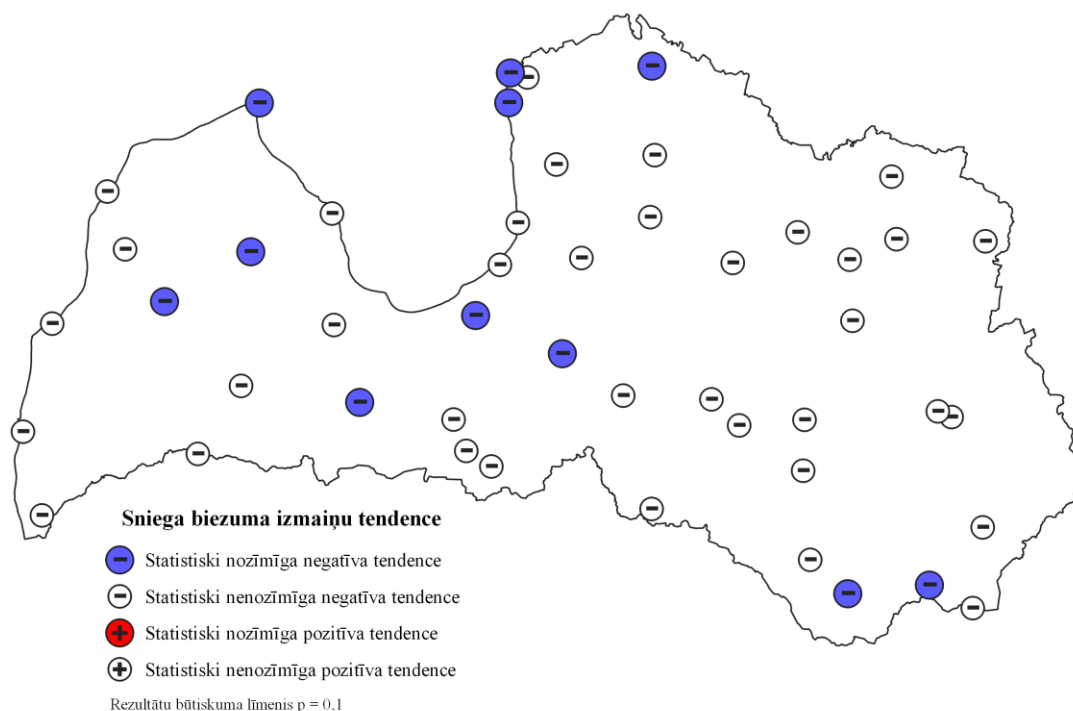 Sniega biezuma izmaiņu tendence
Statistiski nozīmīga negatīva tendence
Statistiski nenozīmīga negatīva tendence
Statistiski nozīmīga pozitīva tendence
Statistiski nenozīmīga pozitīva tendence
Rezultātu būtiskuma līmenis p = 0,1